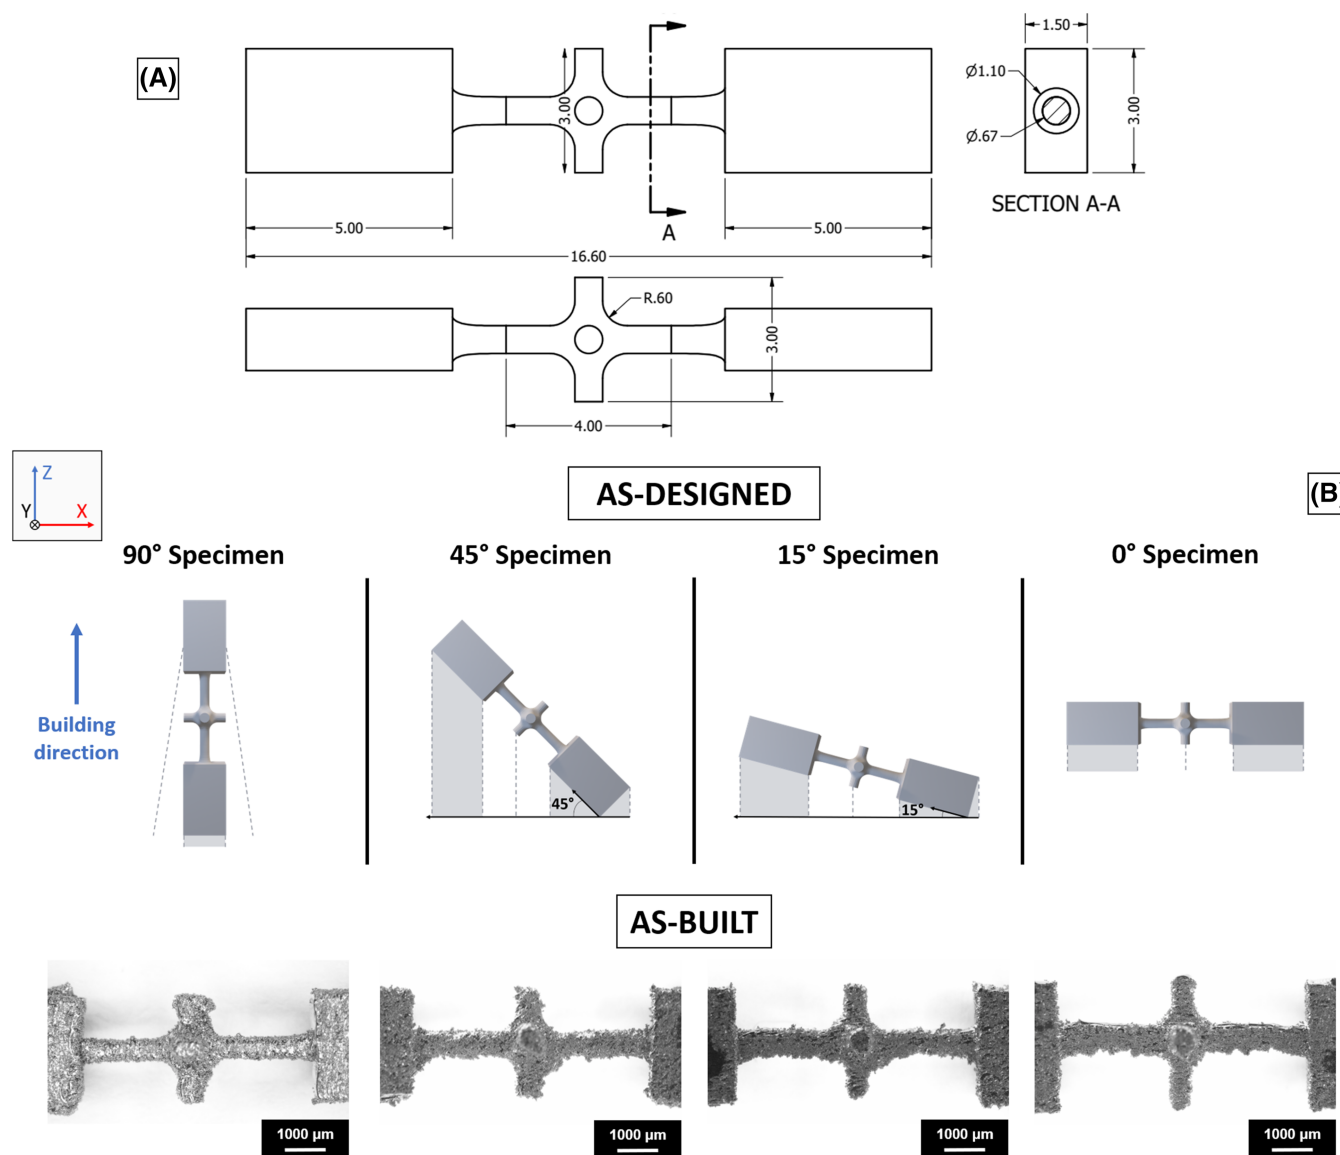 (A)
1.50
3.00
Ø1.10
Ø.67
3.00
SECTION A-A
A
5.00
5.00
16.60
R.60
3.00
4.00
Z
Y
X
AS-DESIGNED
(B)
90° Specimen
45° Specimen
15° Specimen
0° Specimen
Building
direction
45°
15°
AS-BUILT
1000 µm
1000 µm
1000 µm
1000 µm